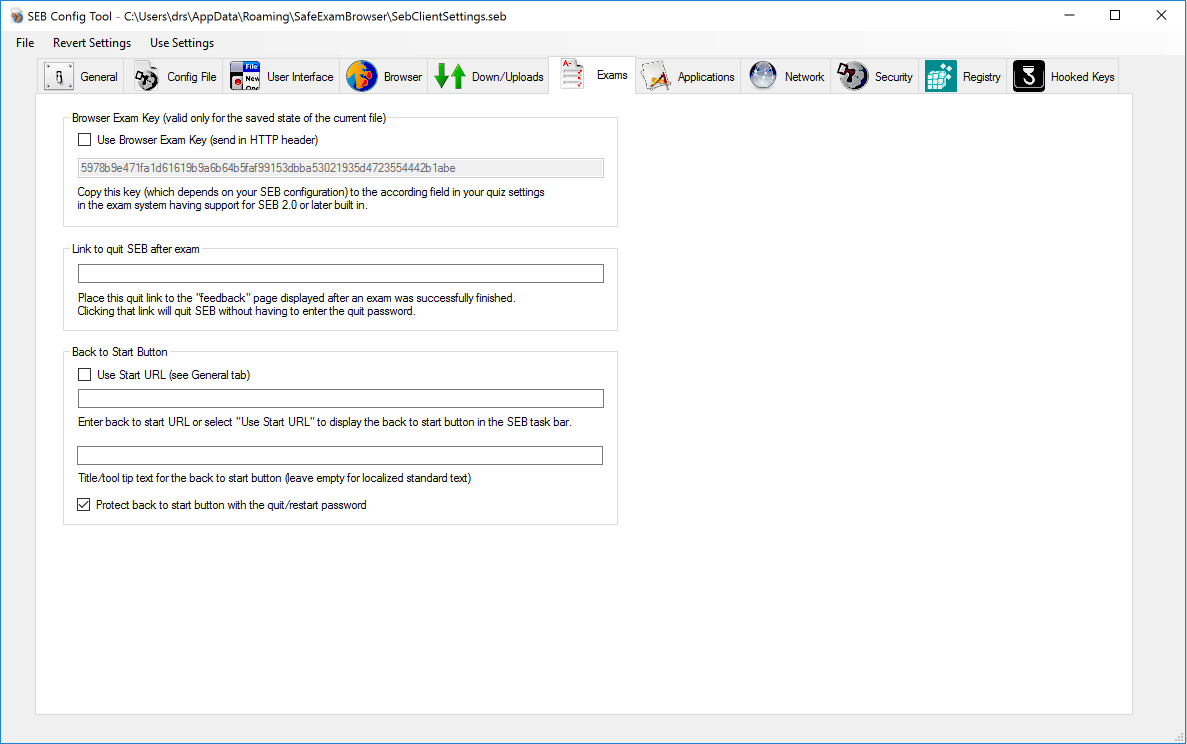 SEB Config Tool - C:\Users\drs\AppData\Roaming\SafeExamBrowser\SebClientSettings.seb
File Revert Settings Use Settings
General Config File User Interface Browser Down/Uploads Exams Applications Network Security Registry Hooked Keys
File
New
A-
Browser Exam Key (valid only for the saved state of the current file)
Use Browser Exam Key (send in HTTP header)
5978b9e471fa1d61619b9a6b64b5faf99153dbba53021935d4723554442b1abe
Copy this key (which depends on your SEB configuration) to the according field in your quiz settings
in the exam system having support for SEB 2.0 or later built in.
Link to quit SEB after exam
Place this quit link to the "feedback" page displayed after an exam was successfully finished.
Clicking that link will quit SEB without having to enter the quit password.
Back to Start Button
Use Start URL (see General tab)
Enter back to start URL or select "Use Start URL" to display the back to start button in the SEB task bar.
Title/tool tip text for the back to start button (leave empty for localized standard text)
Protect back to start button with the quit/restart password